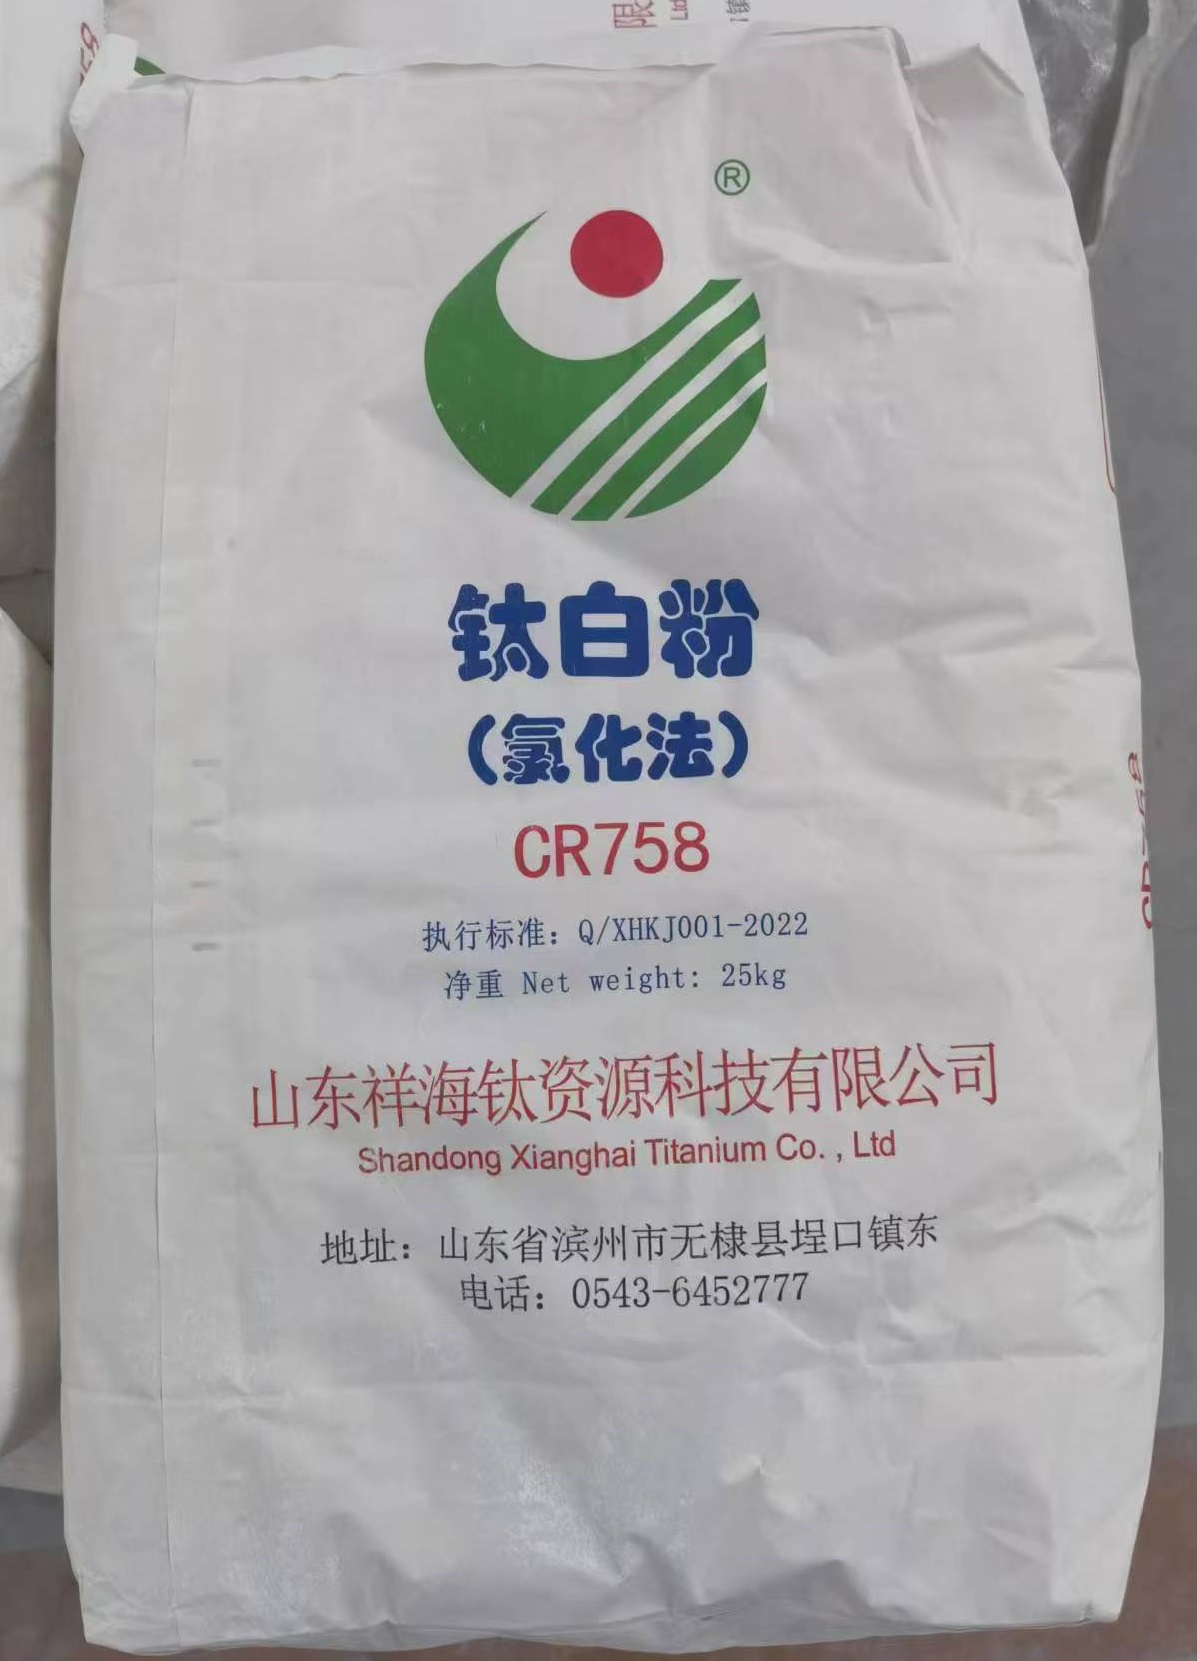 限
Ltd
®
钛白粉
（氯化法）
CR758
执行标准：Q/XHKJ001-2022
净重 Net weight: 25kg
山东祥海钛资源科技有限公司
Shandong Xianghai Titanium Co. , Ltd
地址：山东省滨州市无棣县埕口镇东
电话：0543-6452777